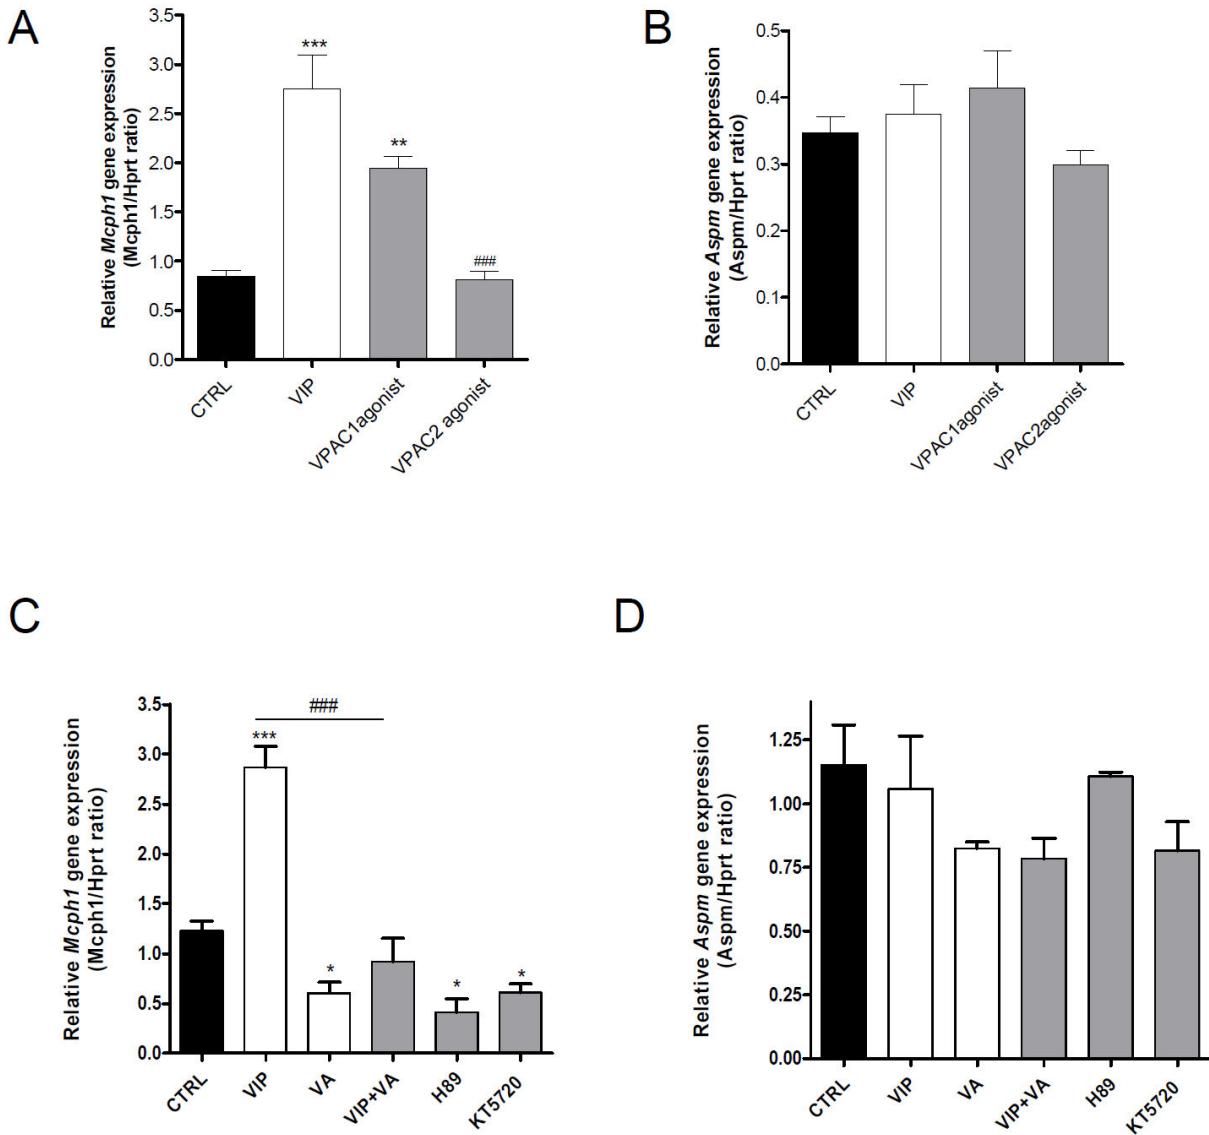 A
Relative Mcph1 gene expression
(Mcph1/Hprt ratio)
3.5
3.0
2.5
2.0
1.5
1.0
0.5
0.0
***
**
###
CTRL
VIP
VPAC1agonist
VPAC2 agonist
B
Relative Aspm gene expression
(Aspm/Hprt ratio)
0.5
0.4
0.3
0.2
0.1
0.0
CTRL
VIP
VPAC1agonist
VPAC2agonist
C
Relative Mcph1 gene expression
(Mcph1/Hprt ratio)
3.5
3.0
2.5
2.0
1.5
1.0
0.5
0.0
###
***
*
*
*
CTRL
VIP
VA
VIP+VA
H89
KT5720
D
Relative Aspm gene expression
(Aspm/Hprt ratio)
1.25
1.00
0.75
0.50
0.25
0.00
CTRL
VIP
VA
VIP+VA
H89
KT5720